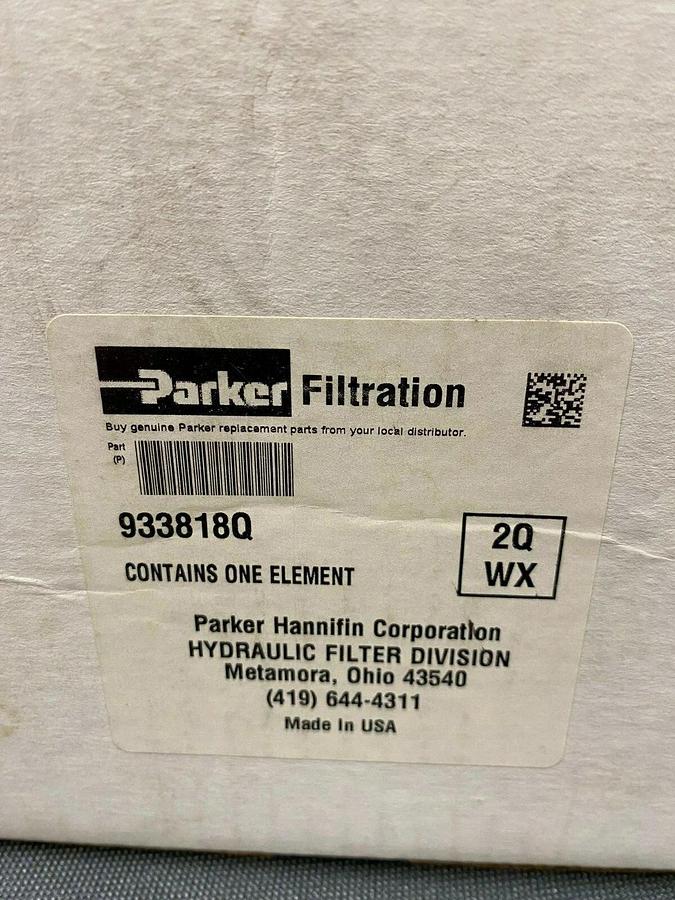 Parker Filtration
Buy genuine Parker replacement parts from your local distributor.
Part
(P)
933818Q
2Q
WX
CONTAINS ONE ELEMENT
Parker Hannifin Corporation
HYDRAULIC FILTER DIVISION
Metamora, Ohio 43540
(419) 644-4311
Made In USA